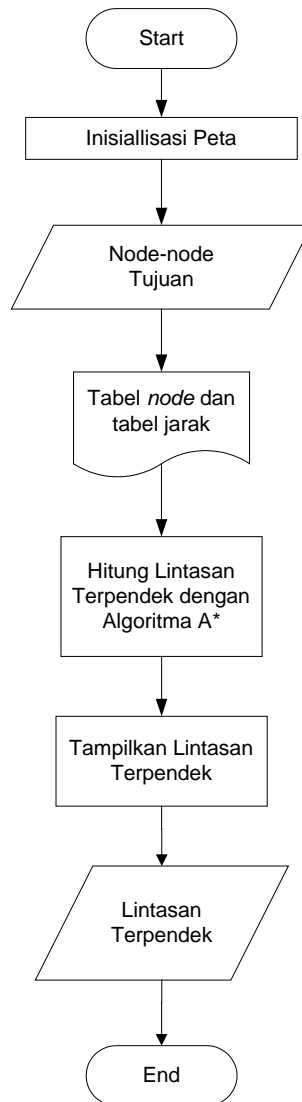 Start
Inisiallisasi Peta
Node-node
Tujuan
Tabel node dan
tabel jarak
Hitung Lintasan
Terpendek dengan
Algoritma A*
Tampilkan Lintasan
Terpendek
Lintasan
Terpendek
End